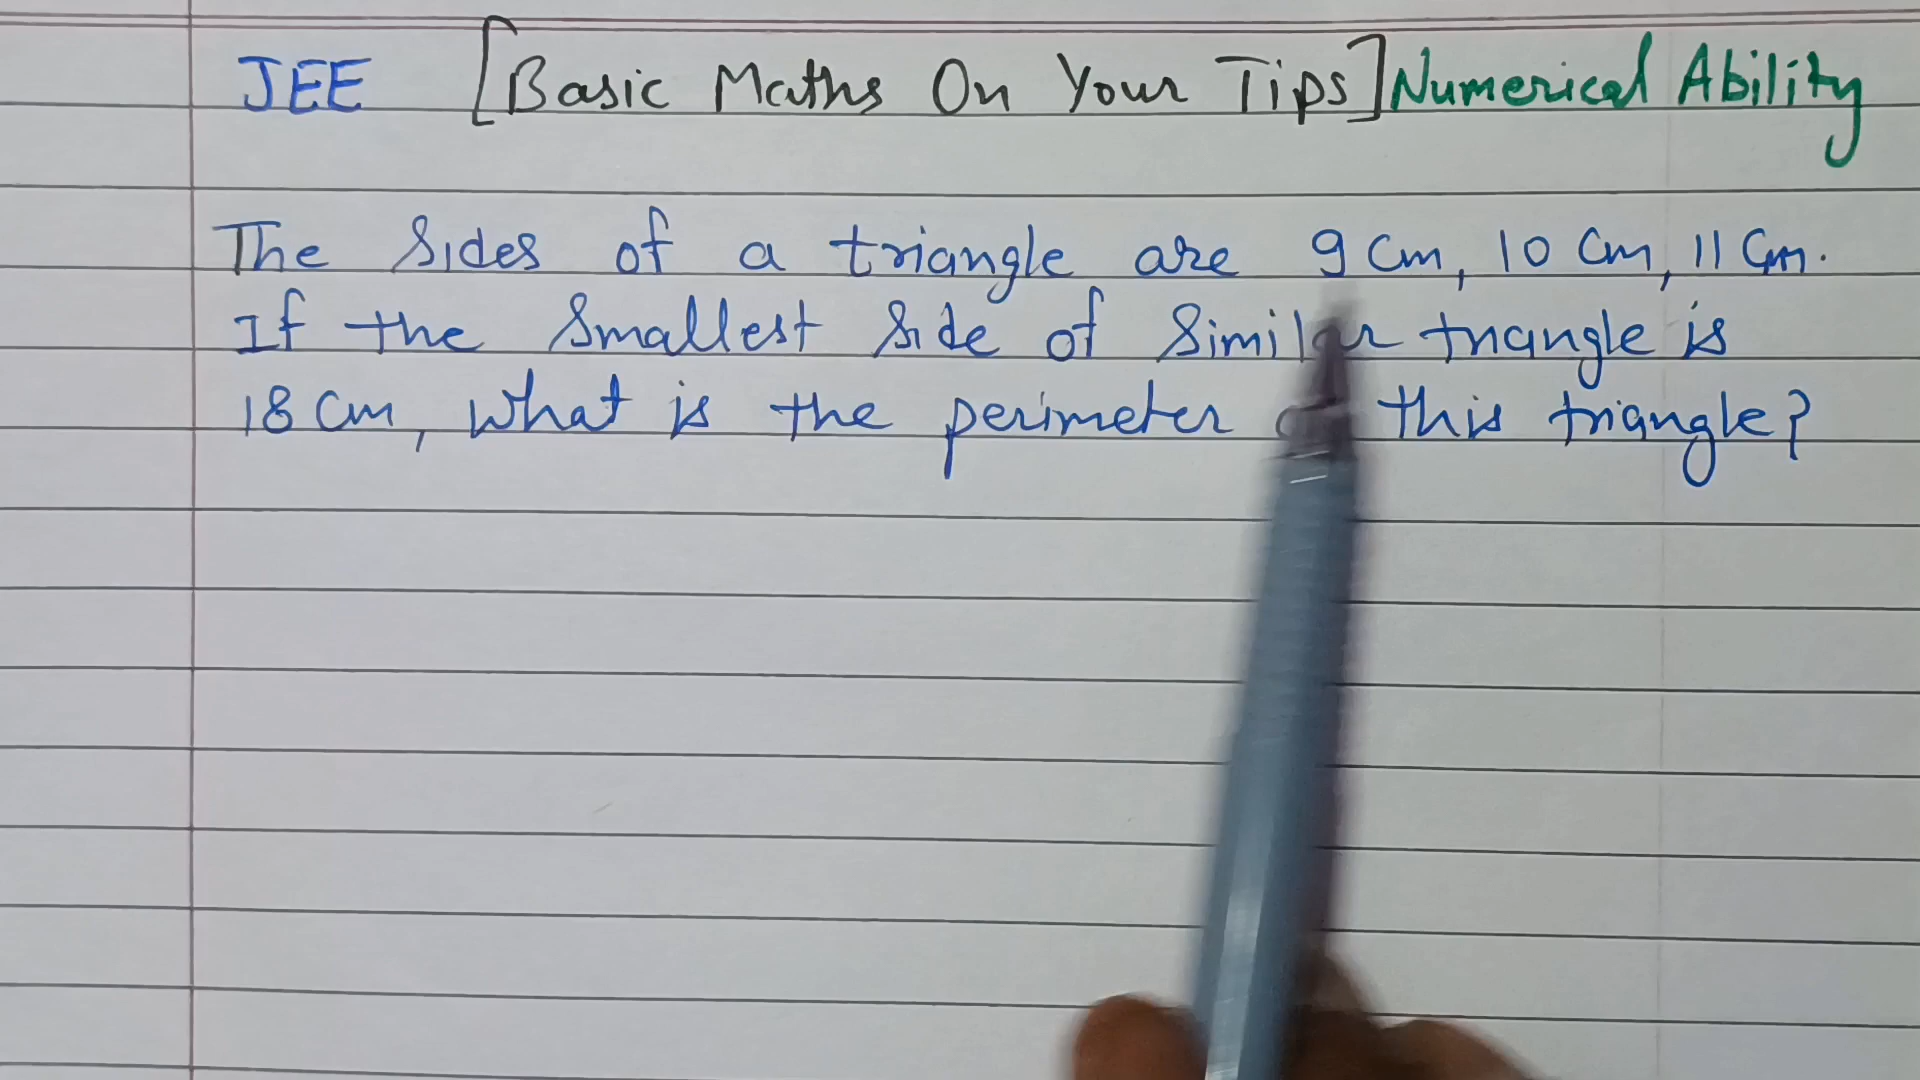 JEE [Basic Maths On Your Tips] Numerical Ability
The Sides of a triangle are 9 Cm, 10 Cm, 11 Cm.
If the Smallest Side of Similar triangle is
18 Cm, What is the perimeter this triangle?